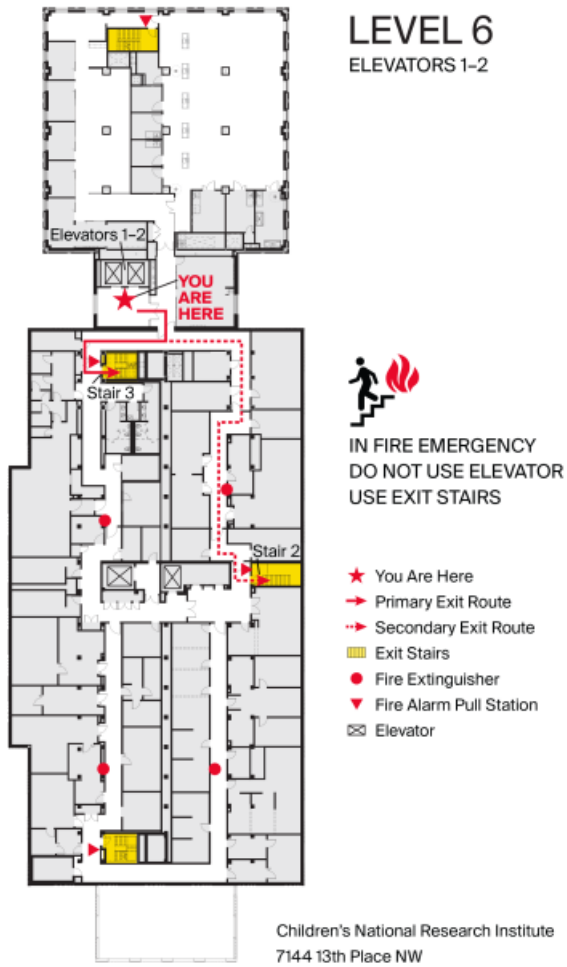 LEVEL 6
ELEVATORS 1–2
Elevators 1–2
YOU
ARE
HERE
Stair 3
IN FIRE EMERGENCY
DO NOT USE ELEVATOR
USE EXIT STAIRS
Stair 2
You Are Here
Primary Exit Route
Secondary Exit Route
Exit Stairs
Fire Extinguisher
Fire Alarm Pull Station
Elevator
Children's National Research Institute
7144 13th Place NW